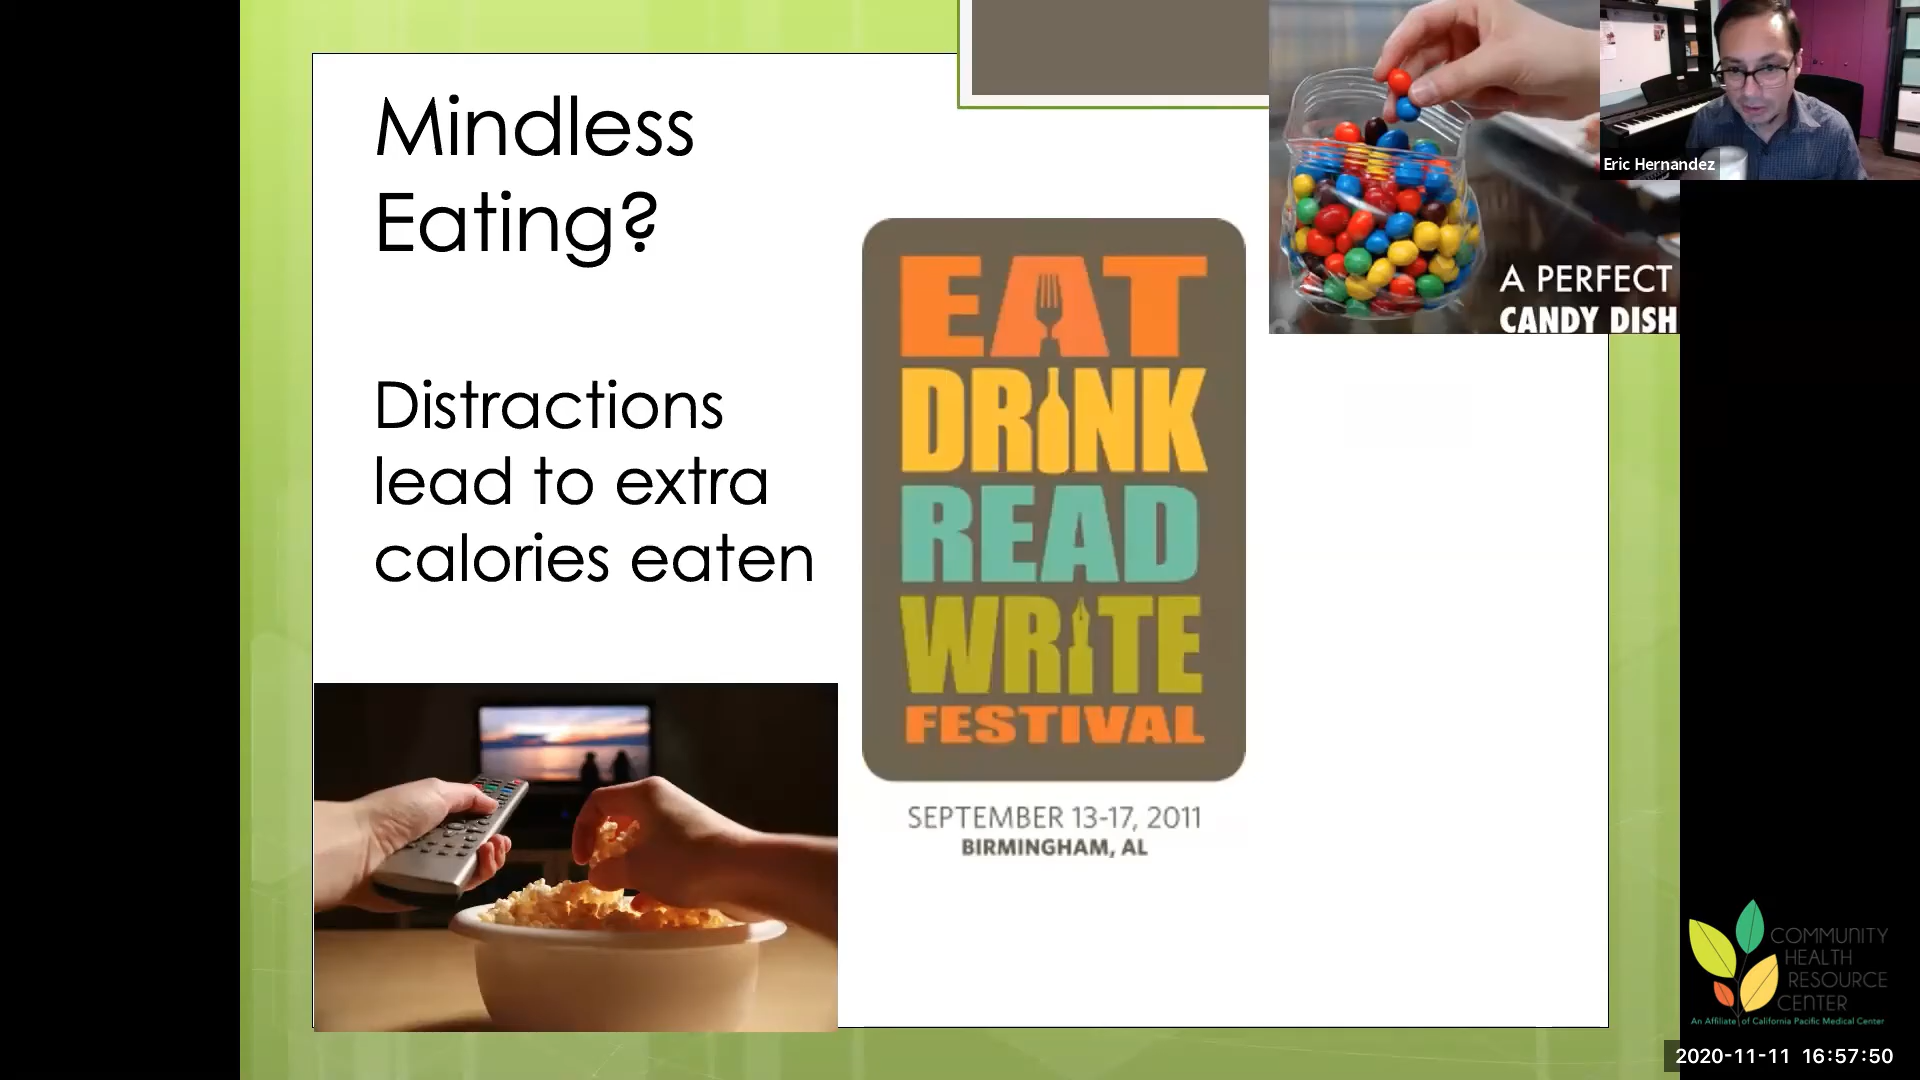 Mindless
Eating?
Distractions
lead to extra
calories eaten
EAT
DRINK
READ
WRITE
FESTIVAL
SEPTEMBER 13-17, 2011
BIRMINGHAM, AL
A PERFECT
CANDY DISH
Eric Hernandez
COMMUNITY
HEALTH
RESOURCE
CENTER
An Affiliate of California Pacific Medical Center
2020-11-11 16:57:50